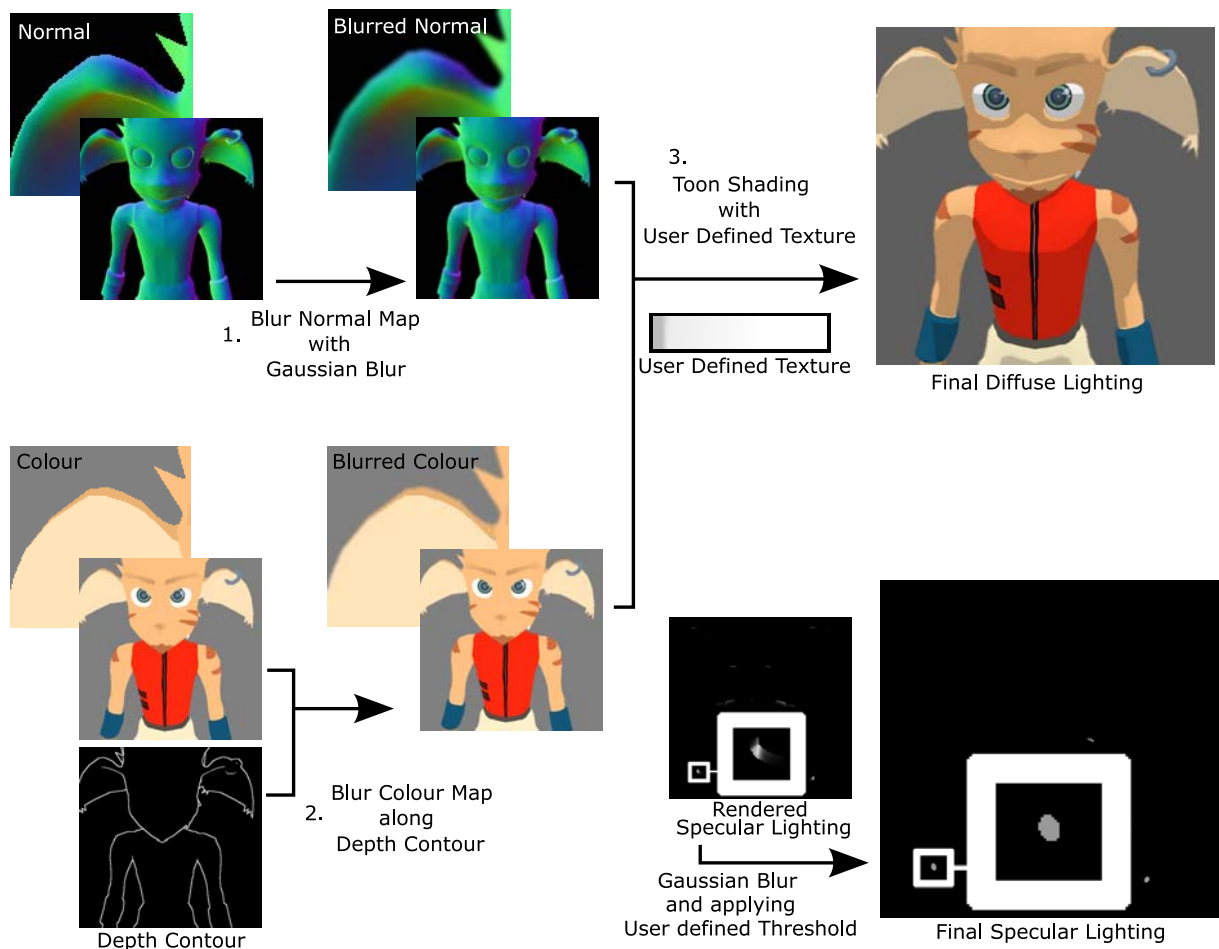 Normal
Blurred Normal
1. Blur Normal Map
with
Gaussian Blur
3.
Toon Shading
with
User Defined Texture
User Defined Texture
Final Diffuse Lighting
Colour
Blurred Colour
2. Blur Colour Map
along
Depth Contour
Depth Contour
Rendered
Specular Lighting
Gaussian Blur
and applying
User defined Threshold
Final Specular Lighting